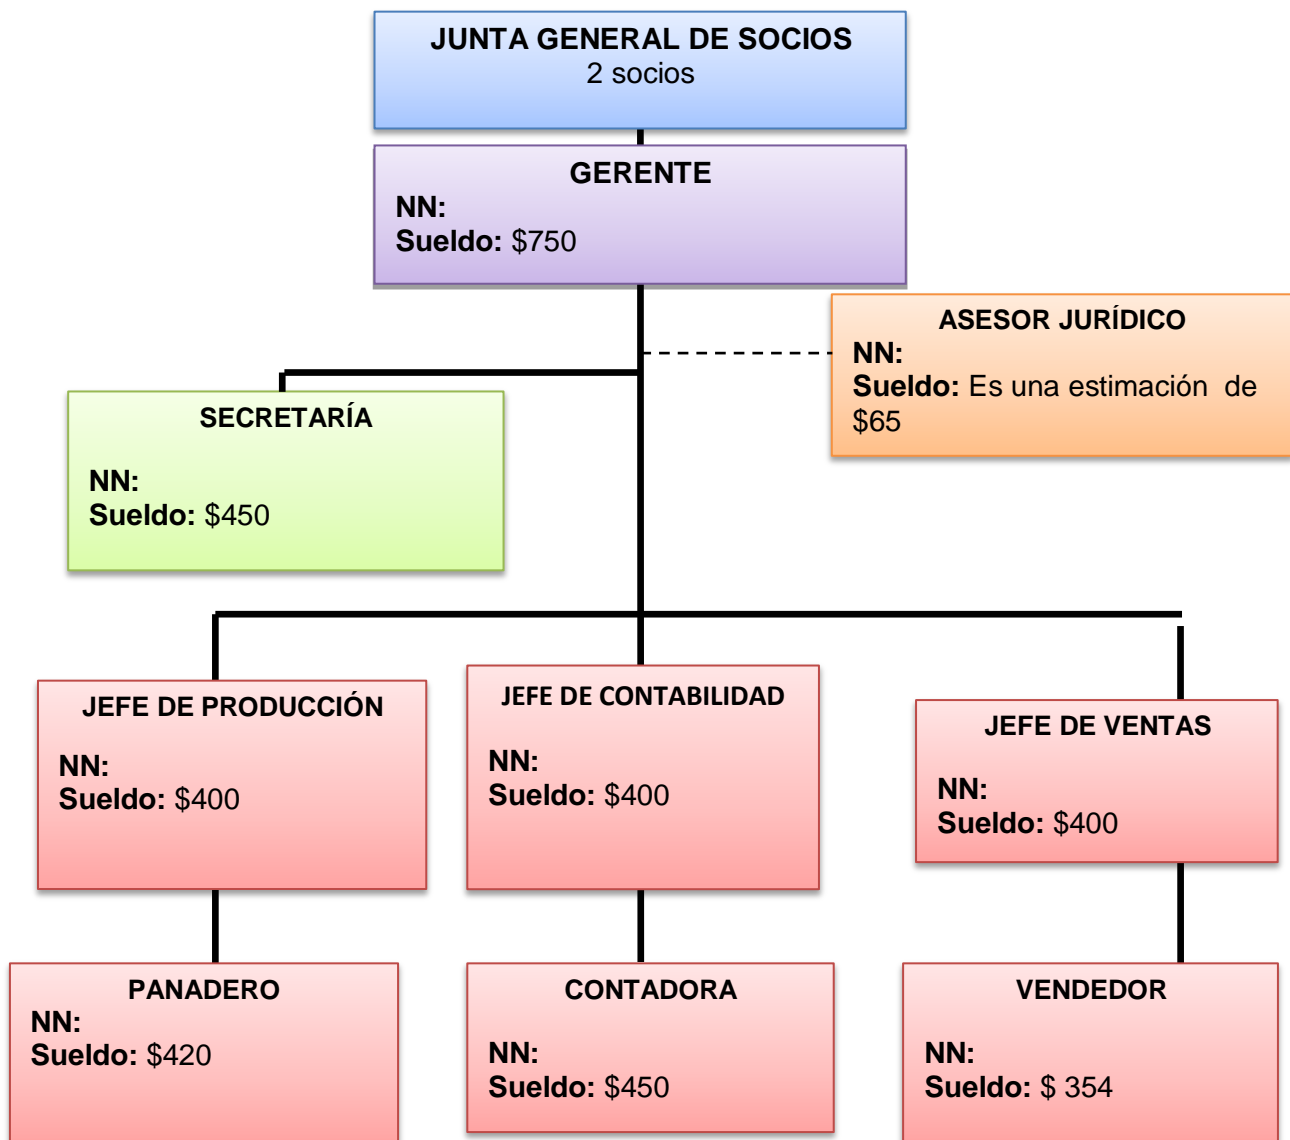 JUNTA GENERAL DE SOCIOS
2 socios
GERENTE
NN:
Sueldo: $750
ASESOR JURÍDICO
NN:
Sueldo: Es una estimación de
$65
SECRETARÍA
NN:
Sueldo: $450
JEFE DE PRODUCCIÓN
NN:
Sueldo: $400
JEFE DE CONTABILIDAD
NN:
Sueldo: $400
JEFE DE VENTAS
NN:
Sueldo: $400
PANADERO
NN:
Sueldo: $420
CONTADORA
NN:
Sueldo: $450
VENDEDOR
NN:
Sueldo: $ 354